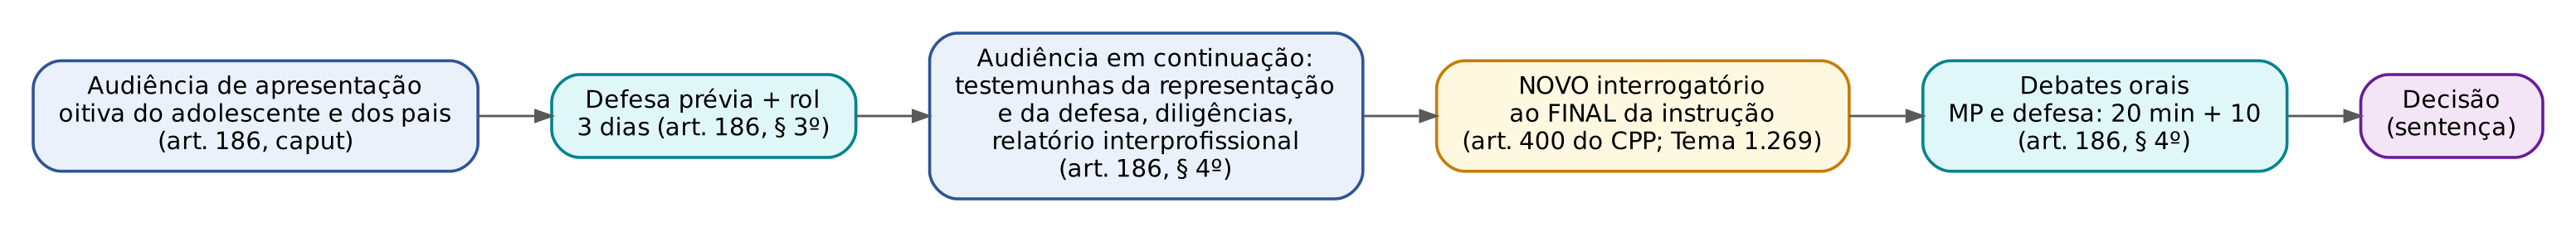 Audiência de apresentação
oitiva do adolescente e dos pais
(art. 186, caput)
Defesa prévia + rol
3 dias (art. 186, § 3º)
Audiência em continuação:
testemunhas da representação
e da defesa, diligências,
relatório interprofissional
(art. 186, § 4º)
NOVO interrogatório
ao FINAL da instrução
(art. 400 do CPP; Tema 1.269)
Debates orais
MP e defesa: 20 min + 10
(art. 186, § 4º)
Decisão
(sentença)